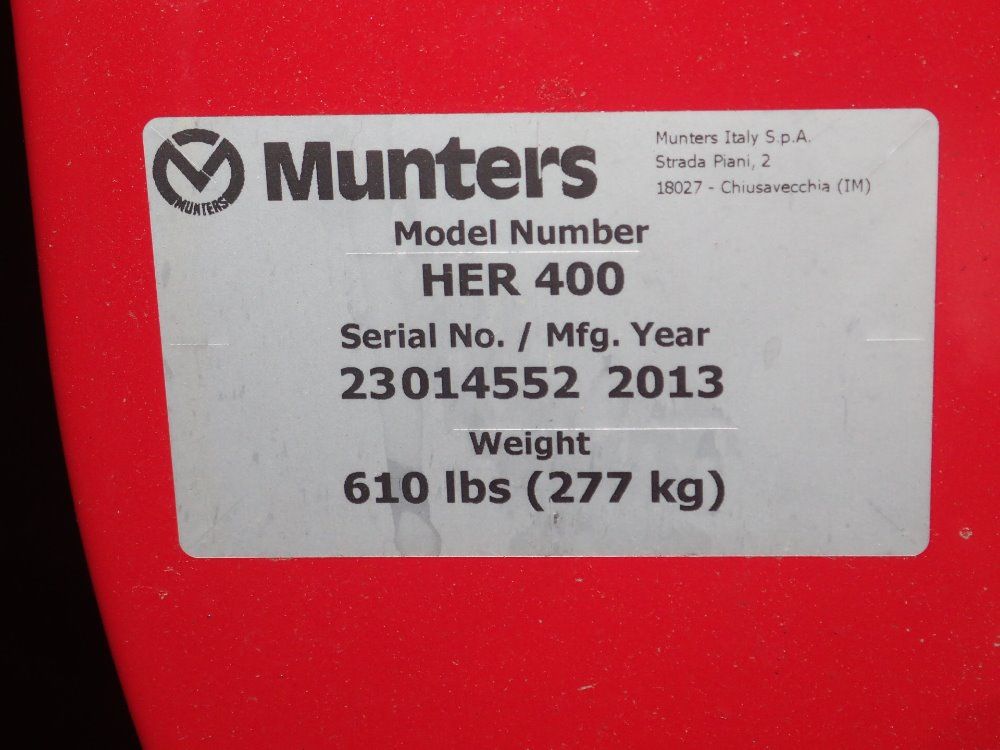 MUNTERS
Munters
Munters Italy S.p.A.
Strada Piani, 2
18027 - Chiusavecchia (IM)
Model Number
HER 400
Serial No. / Mfg. Year
23014552 2013
Weight
610 lbs (277 kg)